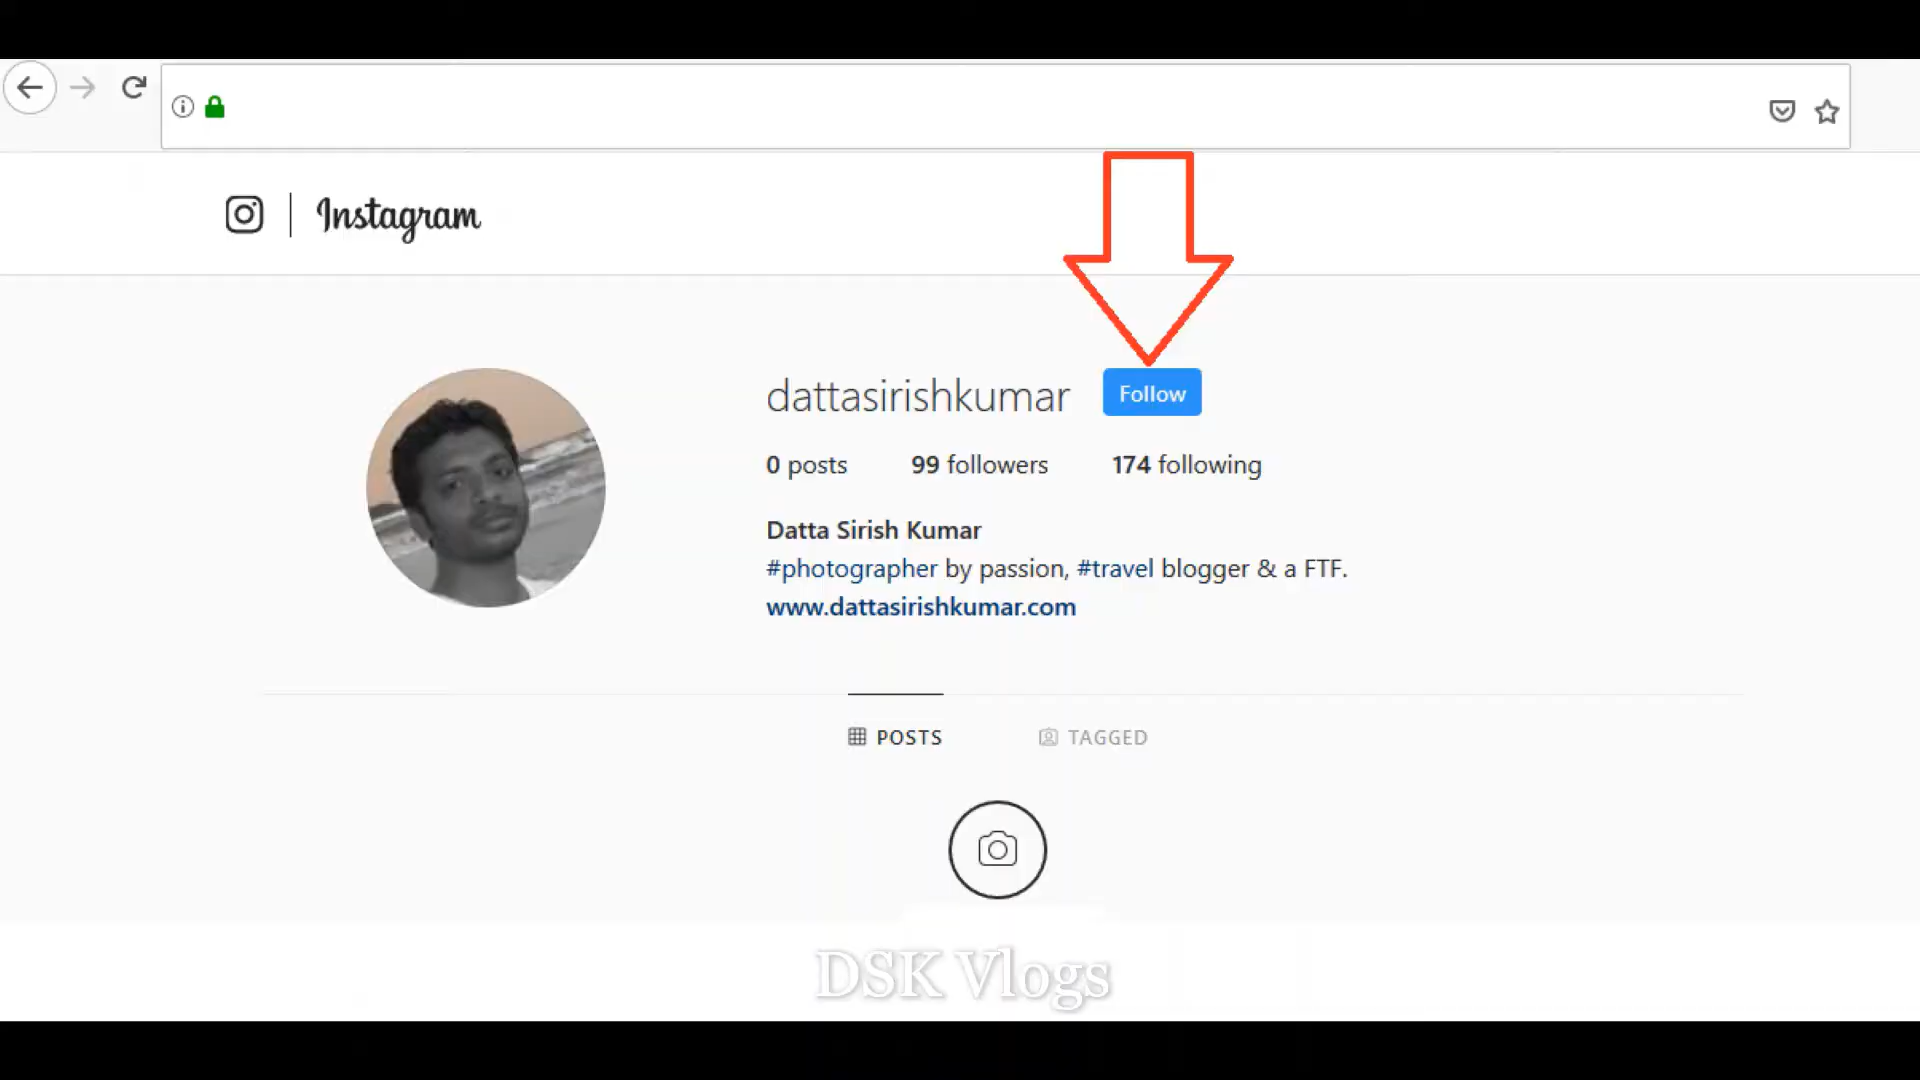 Instagram
dattasirishkumar Follow
0 posts 99 followers 174 following
Datta Sirish Kumar
#photographer by passion, #travel blogger & a FTF.
www.dattasirishkumar.com
POSTS TAGGED
DSK Vlogs